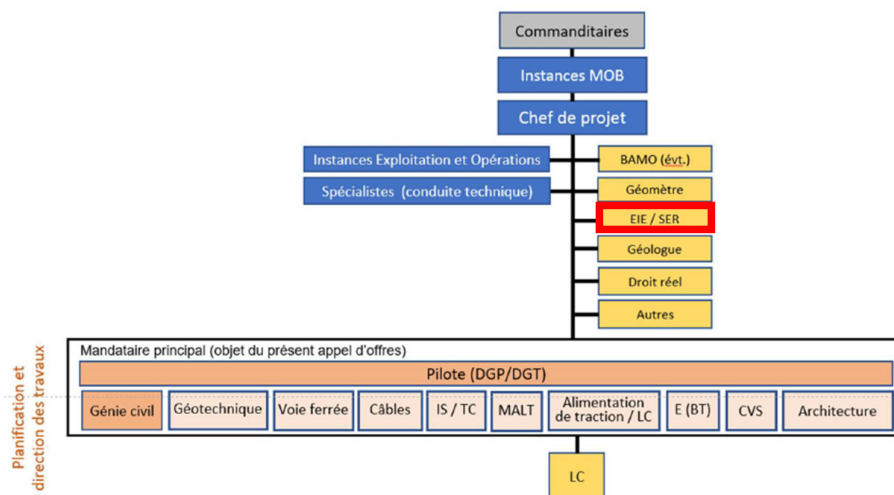 Commanditaires
Instances MOB
Chef de projet
Instances Exploitation et Opérations
BAMO (évt.)
Spécialistes (conduite technique)
Géomètre
EIE / SER
Géologue
Droit réel
Autres
Planification et
direction des travaux
Mandataire principal (objet du présent appel d'offres)
Pilote (DGP/DGT)
Génie civil
Géotechnique
Voie ferrée
Câbles
IS / TC
MALT
Alimentation
de traction / LC
E (BT)
CVS
Architecture
LC